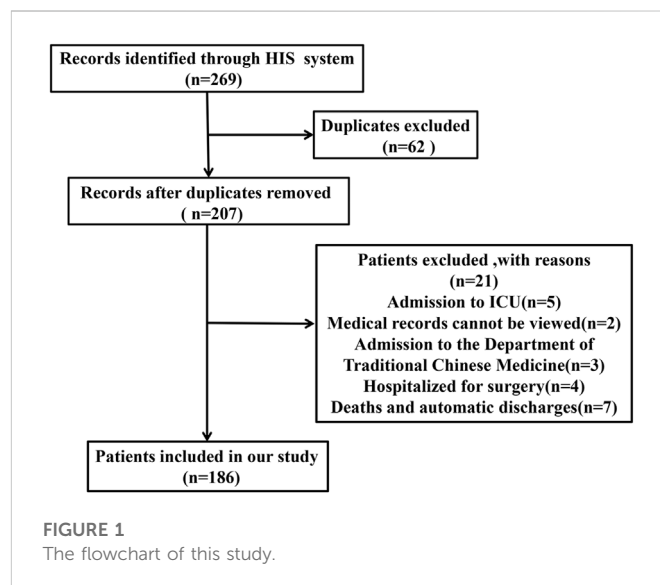 Records identified through HIS system
(n=269)
Duplicates excluded
(n=62 )
Records after duplicates removed
( n=207)
Patients excluded ,with reasons
(n=21)
Admission to ICU(n=5)
Medical records cannot be viewed(n=2)
Admission to the Department of
Traditional Chinese Medicine(n=3)
Hospitalized for surgery(n=4)
Deaths and automatic discharges(n=7)
Patients included in our study
(n=186)
FIGURE 1
The flowchart of this study.